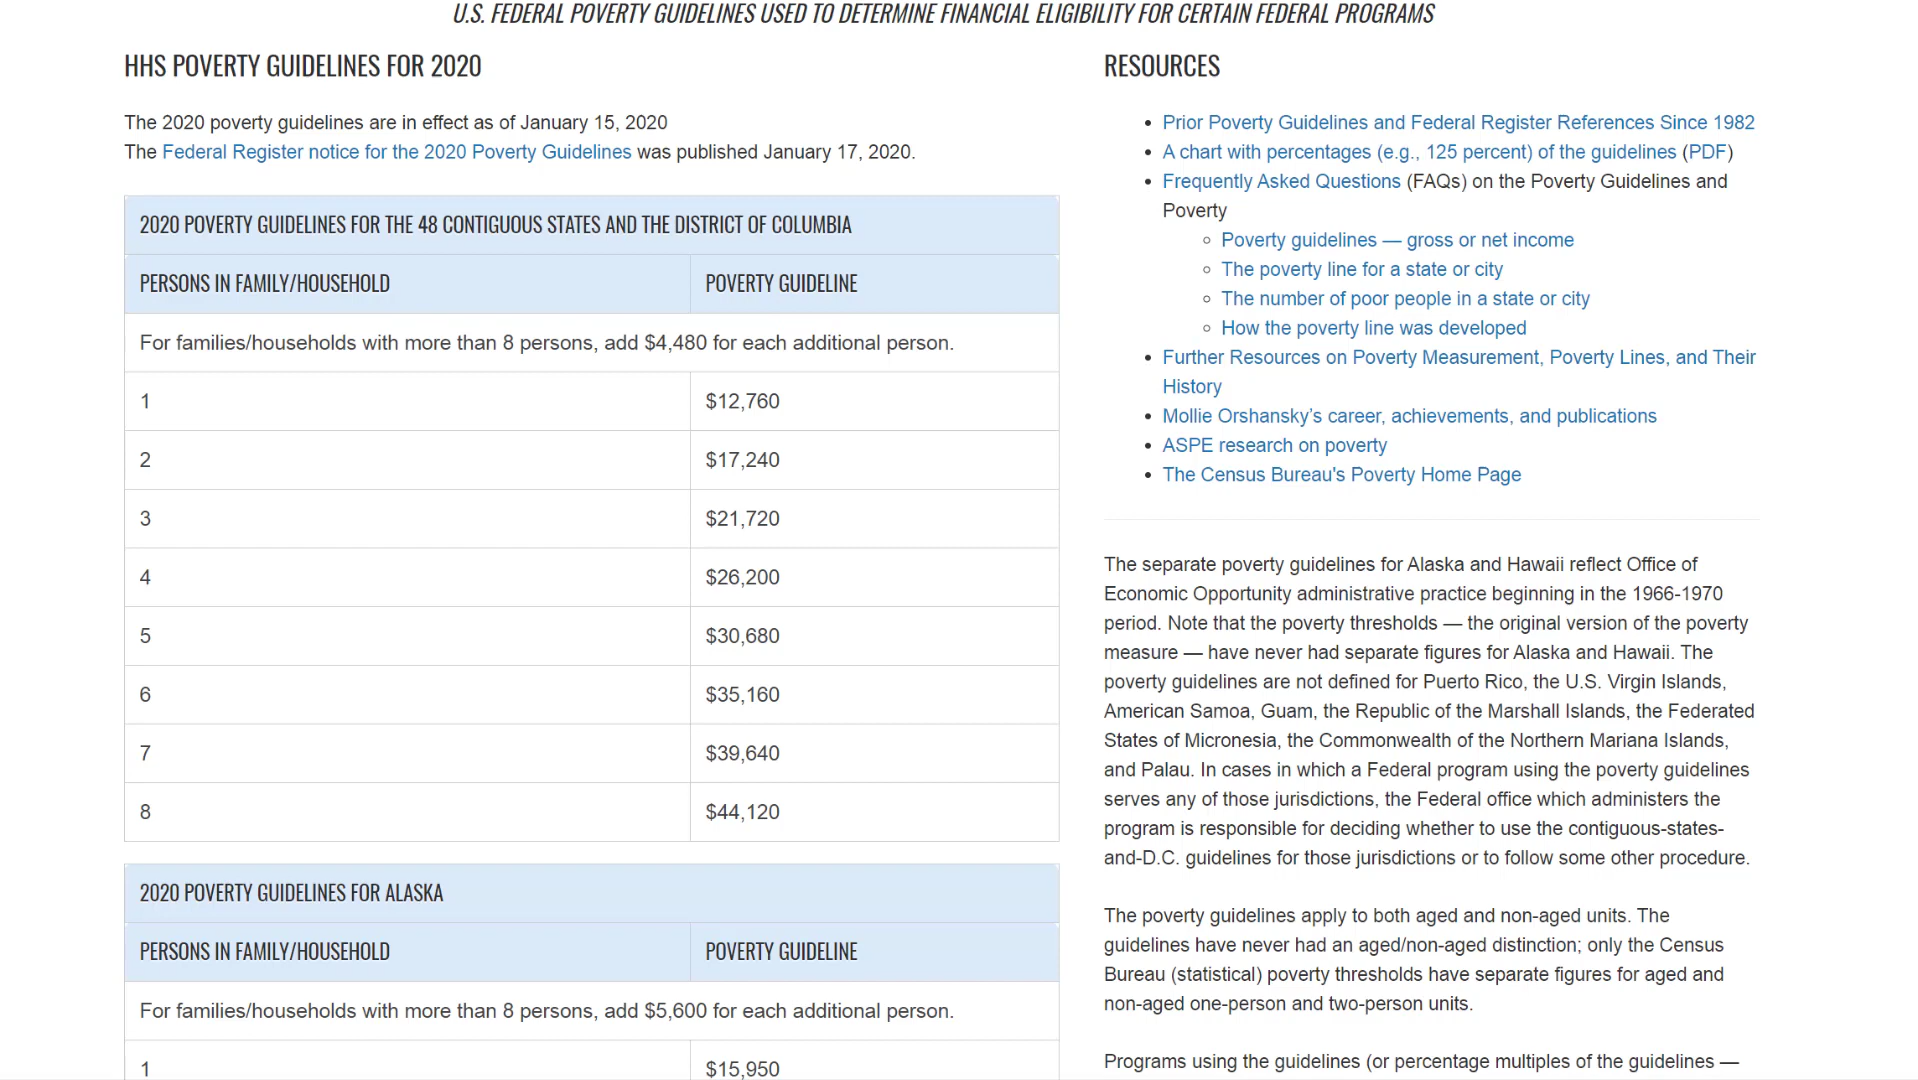 U.S. FEDERAL POVERTY GUIDELINES USED TO DETERMINE FINANCIAL ELIGIBILITY FOR CERTAIN FEDERAL PROGRAMS
HHS POVERTY GUIDELINES FOR 2020
The 2020 poverty guidelines are in effect as of January 15, 2020
The Federal Register notice for the 2020 Poverty Guidelines was published January 17, 2020.
2020 POVERTY GUIDELINES FOR THE 48 CONTIGUOUS STATES AND THE DISTRICT OF COLUMBIA
PERSONS IN FAMILY/HOUSEHOLD POVERTY GUIDELINE
For families/households with more than 8 persons, add $4,480 for each additional person.
1 $12,760
2 $17,240
3 $21,720
4 $26,200
5 $30,680
6 $35,160
7 $39,640
8 $44,120
2020 POVERTY GUIDELINES FOR ALASKA
PERSONS IN FAMILY/HOUSEHOLD POVERTY GUIDELINE
For families/households with more than 8 persons, add $5,600 for each additional person.
1 $15,950
RESOURCES
• Prior Poverty Guidelines and Federal Register References Since 1982
• A chart with percentages (e.g., 125 percent) of the guidelines (PDF)
• Frequently Asked Questions (FAQs) on the Poverty Guidelines and
Poverty
◦ Poverty guidelines — gross or net income
◦ The poverty line for a state or city
◦ The number of poor people in a state or city
◦ How the poverty line was developed
• Further Resources on Poverty Measurement, Poverty Lines, and Their
History
• Mollie Orshansky’s career, achievements, and publications
• ASPE research on poverty
• The Census Bureau's Poverty Home Page
The separate poverty guidelines for Alaska and Hawaii reflect Office of
Economic Opportunity administrative practice beginning in the 1966-1970
period. Note that the poverty thresholds — the original version of the poverty
measure — have never had separate figures for Alaska and Hawaii. The
poverty guidelines are not defined for Puerto Rico, the U.S. Virgin Islands,
American Samoa, Guam, the Republic of the Marshall Islands, the Federated
States of Micronesia, the Commonwealth of the Northern Mariana Islands,
and Palau. In cases in which a Federal program using the poverty guidelines
serves any of those jurisdictions, the Federal office which administers the
program is responsible for deciding whether to use the contiguous-states-
and-D.C. guidelines for those jurisdictions or to follow some other procedure.
The poverty guidelines apply to both aged and non-aged units. The
guidelines have never had an aged/non-aged distinction; only the Census
Bureau (statistical) poverty thresholds have separate figures for aged and
non-aged one-person and two-person units.
Programs using the guidelines (or percentage multiples of the guidelines —